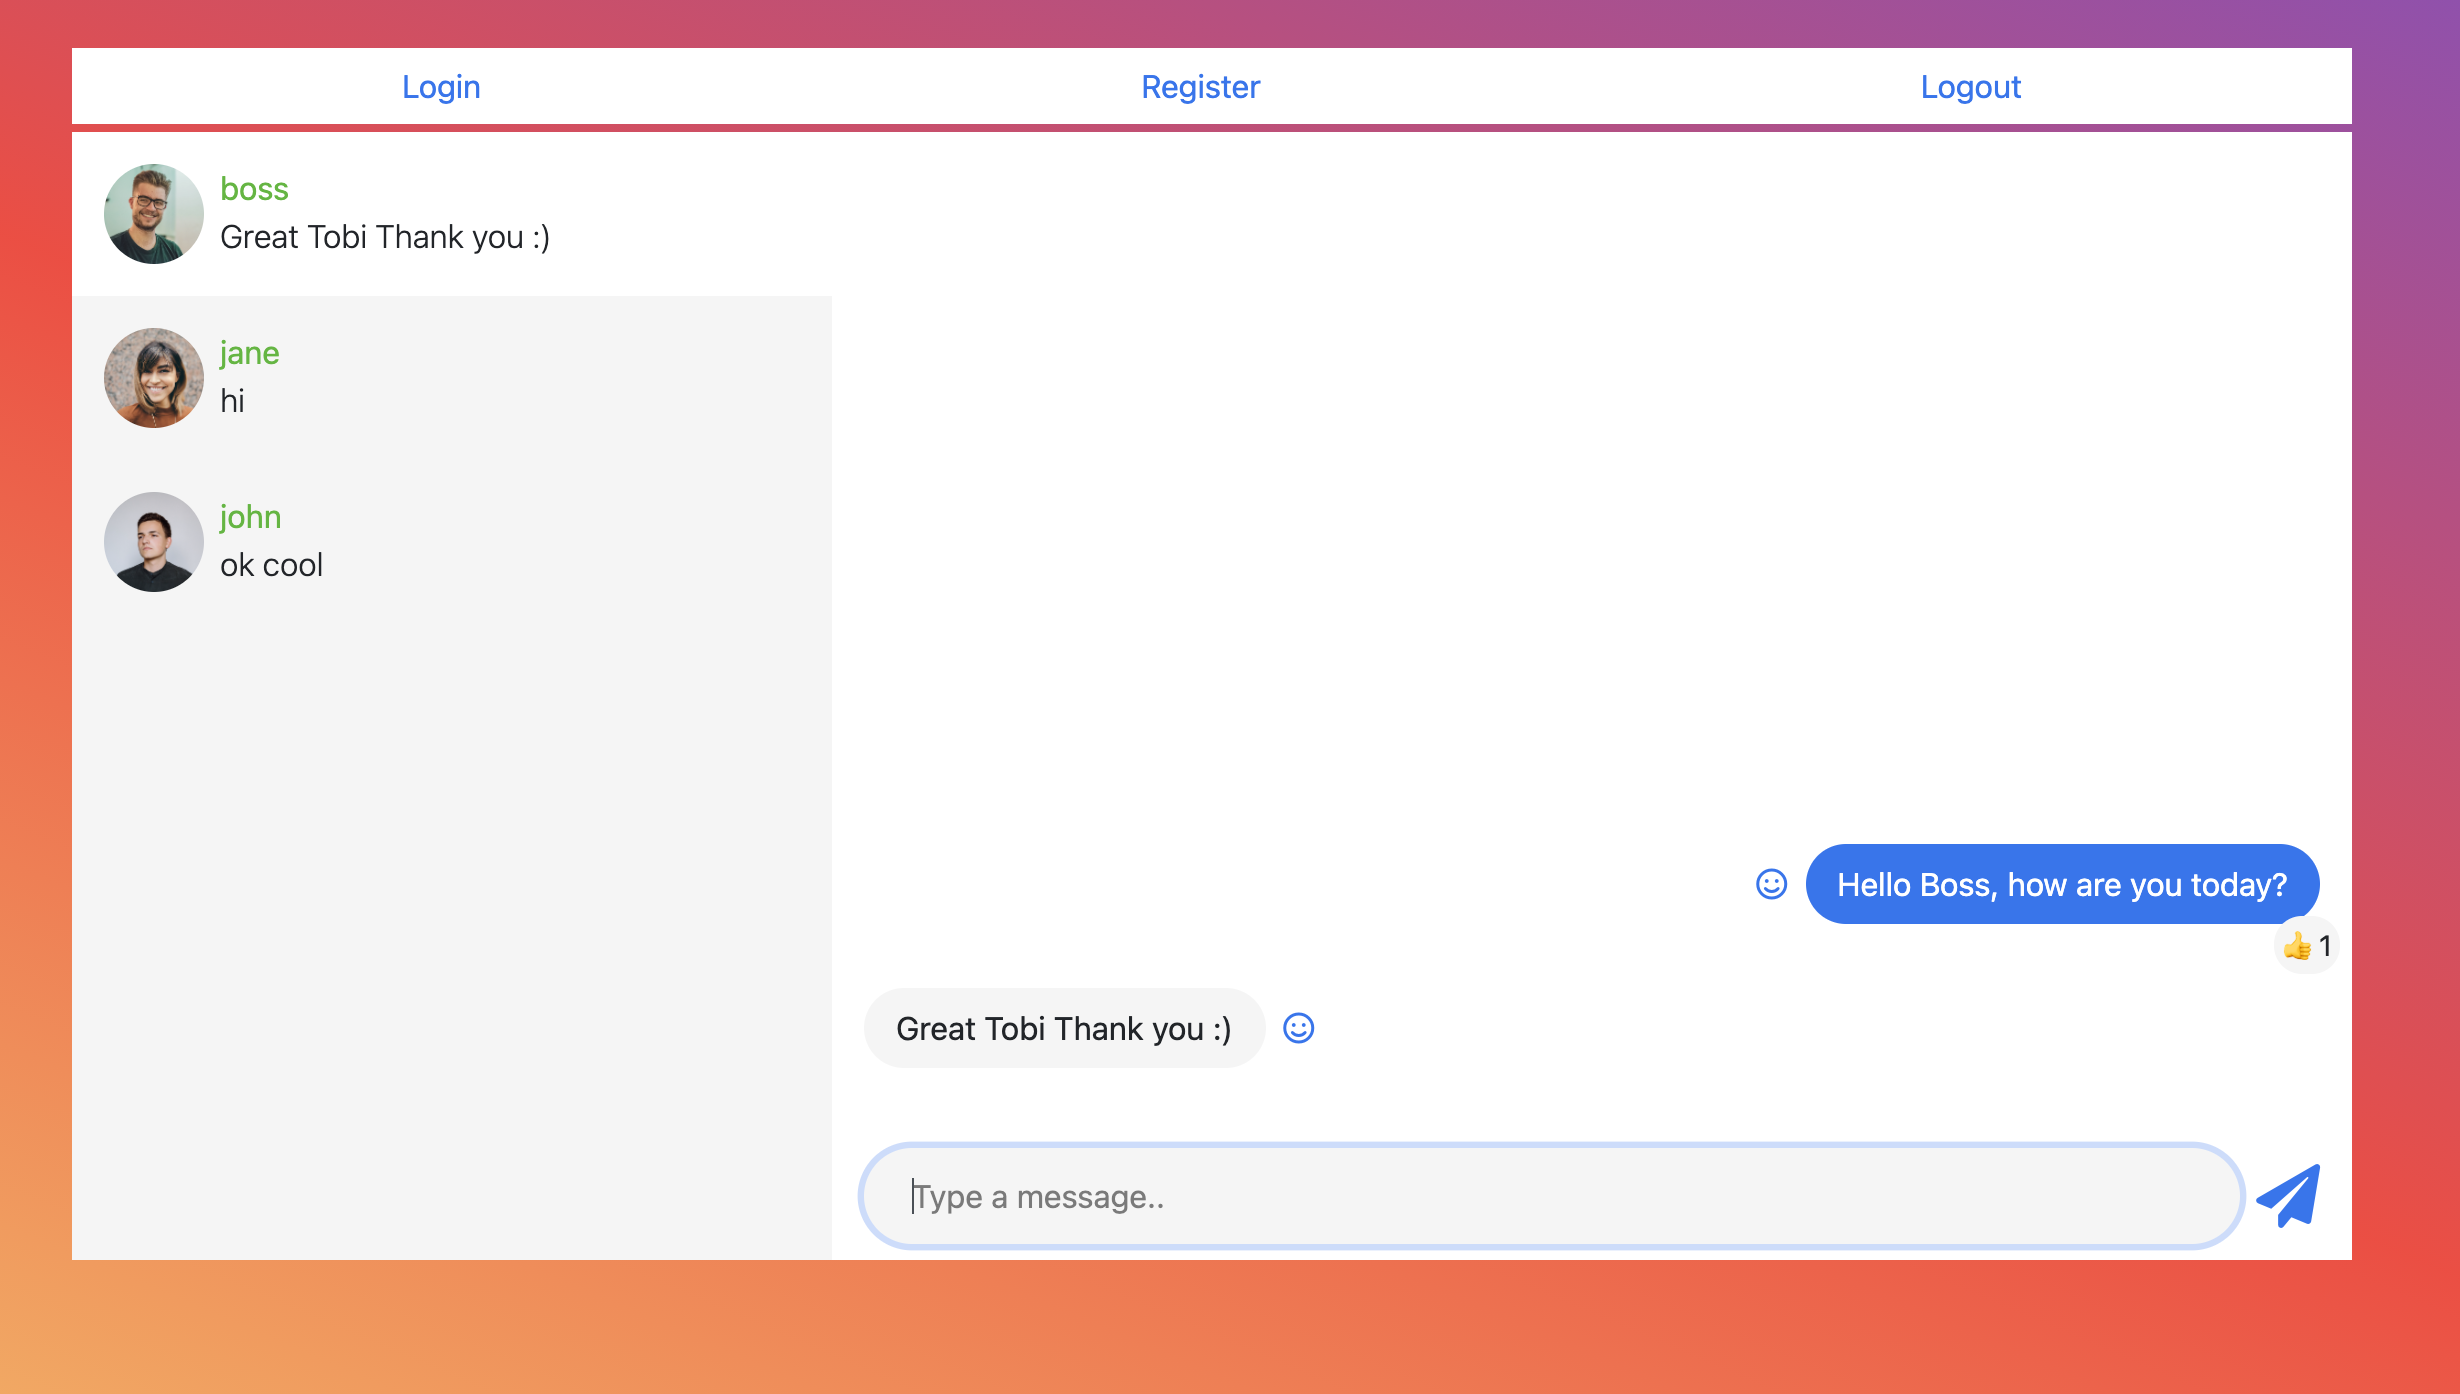 Login
Register
Logout
boss
Great Tobi Thank you :)
jane
hi
john
ok cool
Hello Boss, how are you today?
👍 1
Great Tobi Thank you :)
Type a message..